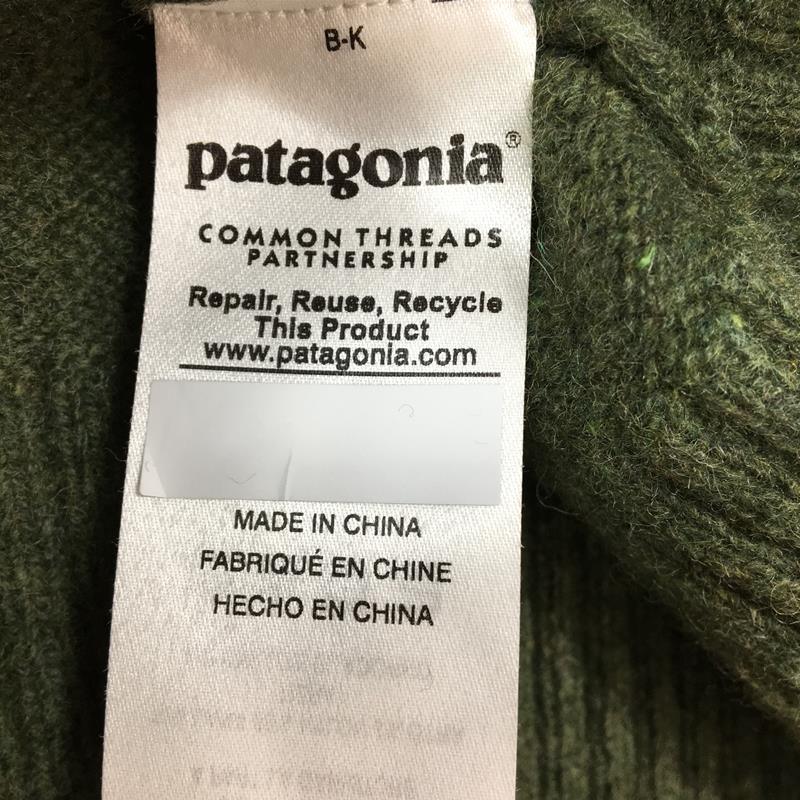 B-K
patagonia®
COMMON THREADS
PARTNERSHIP
Repair, Reuse, Recycle
This Product
www.patagonia.com
MADE IN CHINA
FABRIQUÉ EN CHINE
HECHO EN CHINA